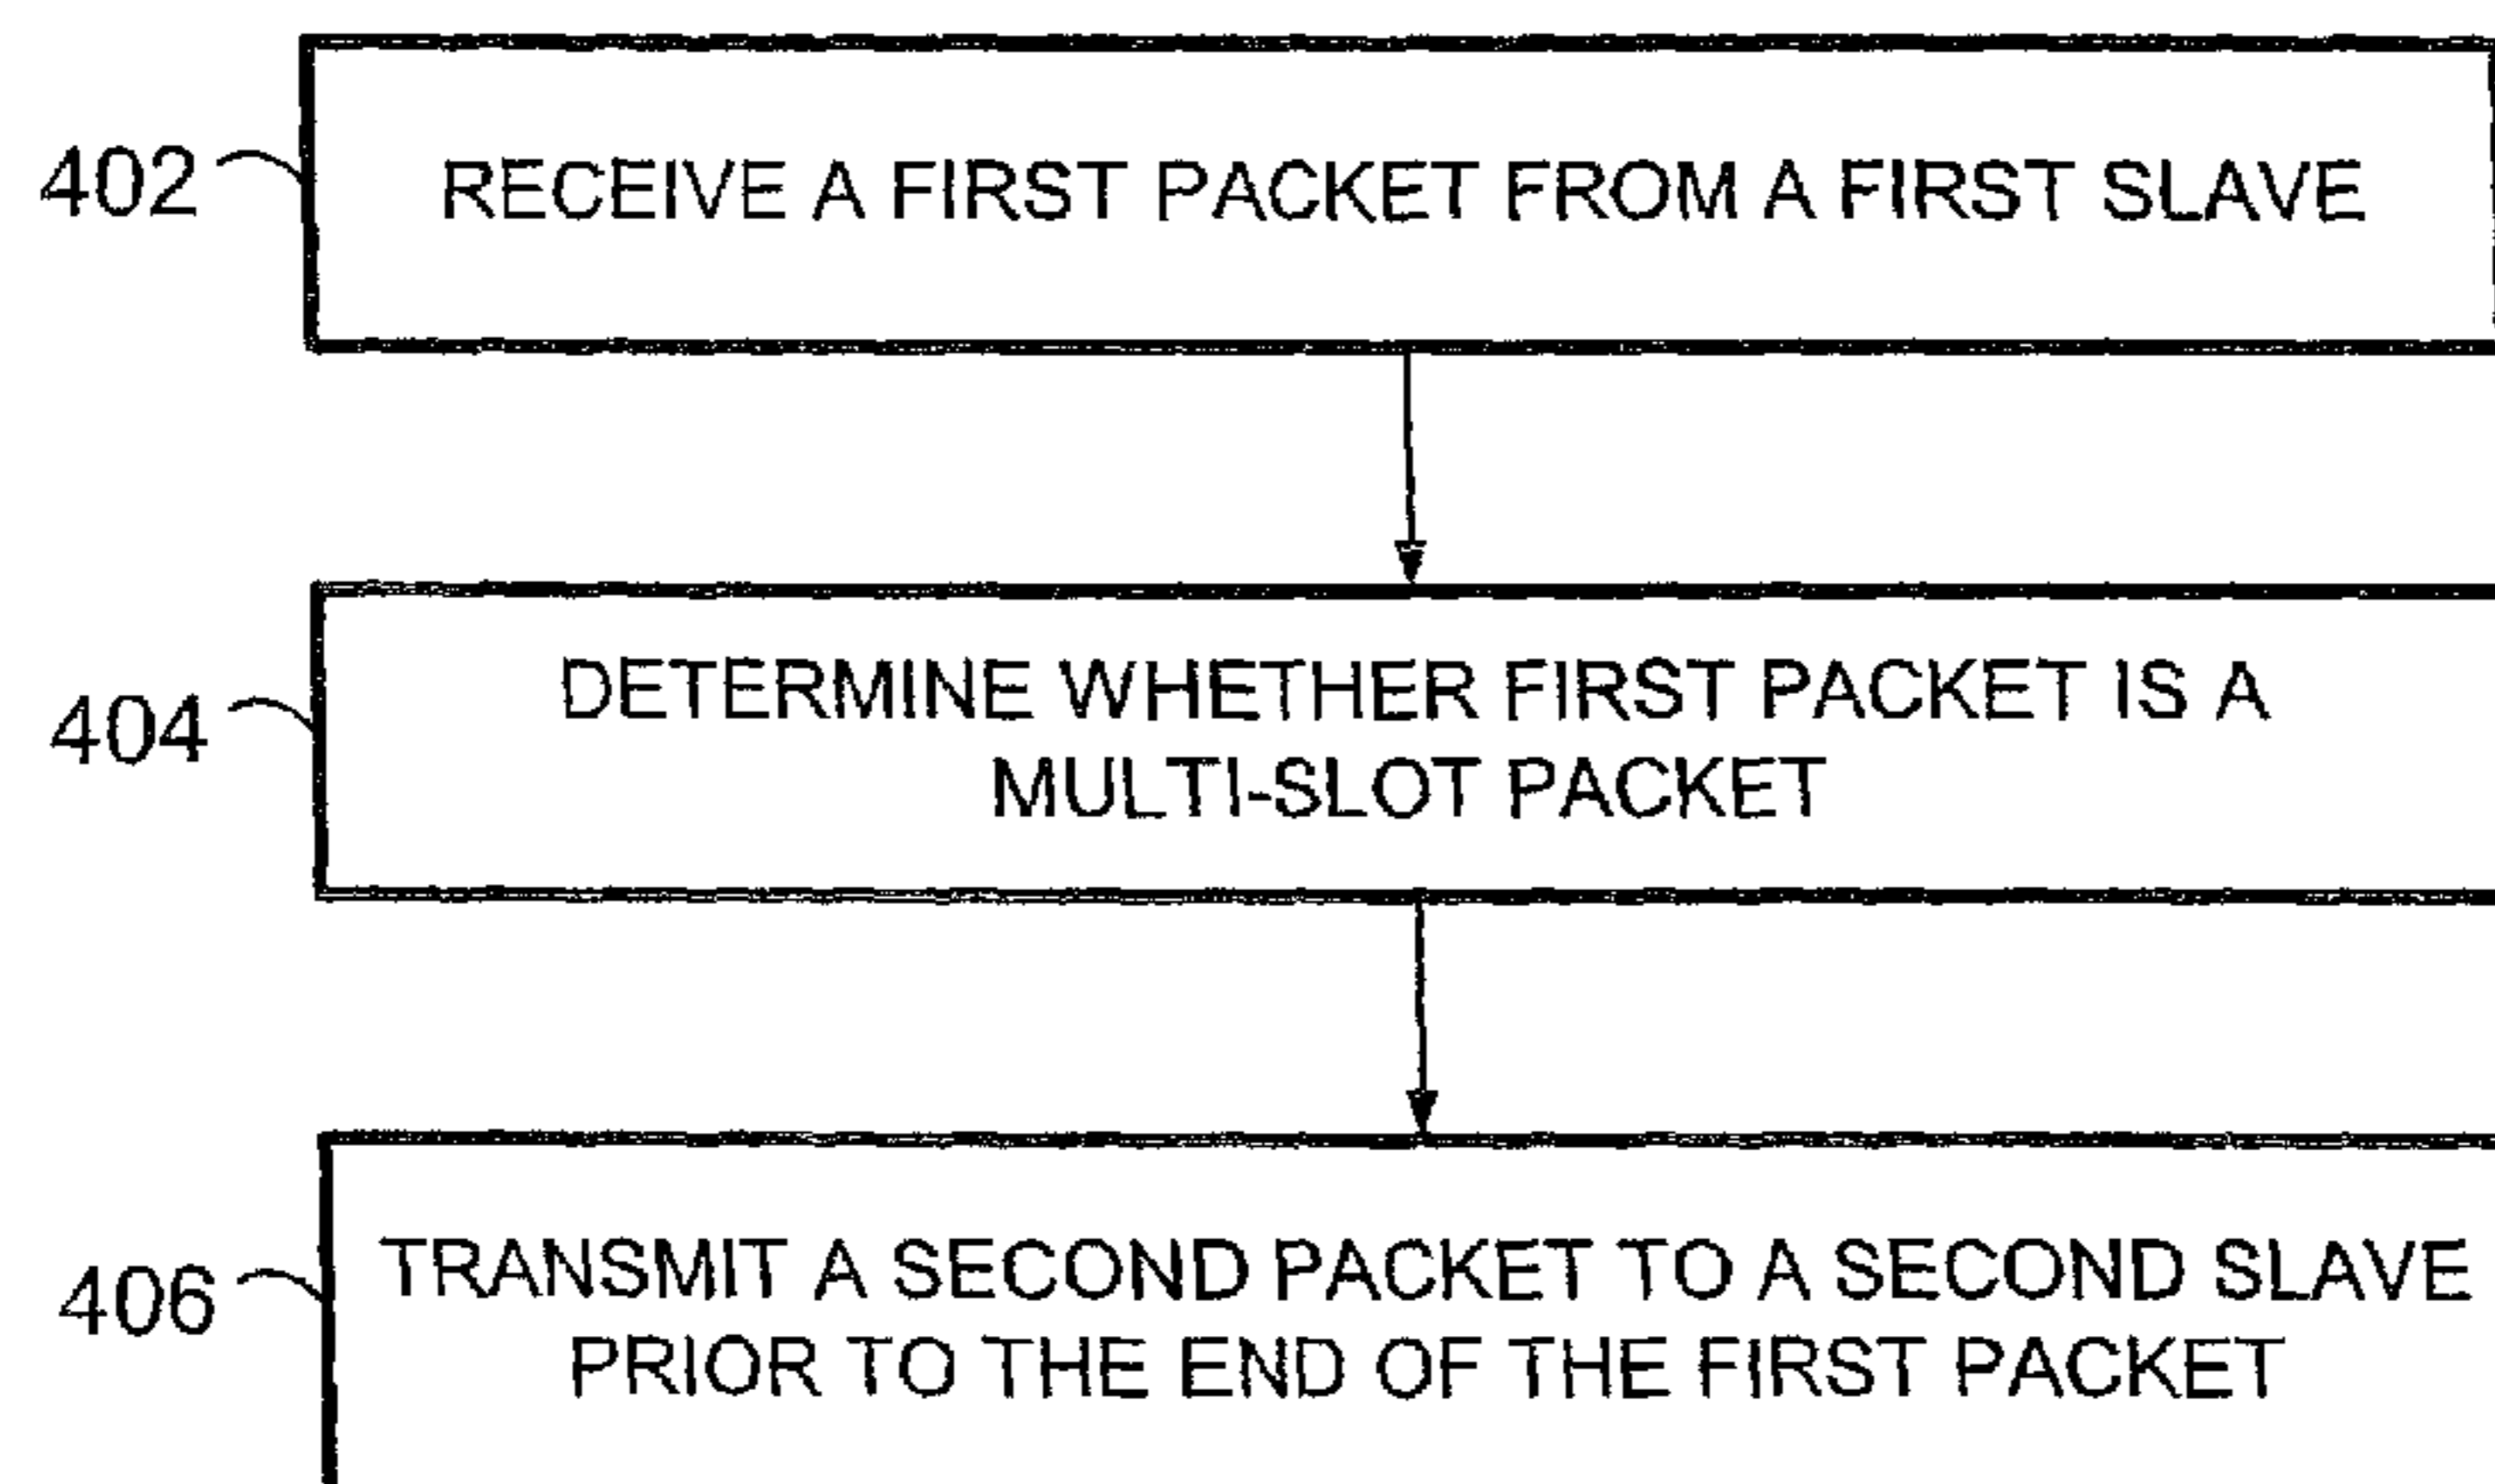 402
RECEIVE A FIRST PACKET FROM A FIRST SLAVE
404
DETERMINE WHETHER FIRST PACKET IS A
MULTI-SLOT PACKET
406
TRANSMIT A SECOND PACKET TO A SECOND SLAVE
PRIOR TO THE END OF THE FIRST PACKET